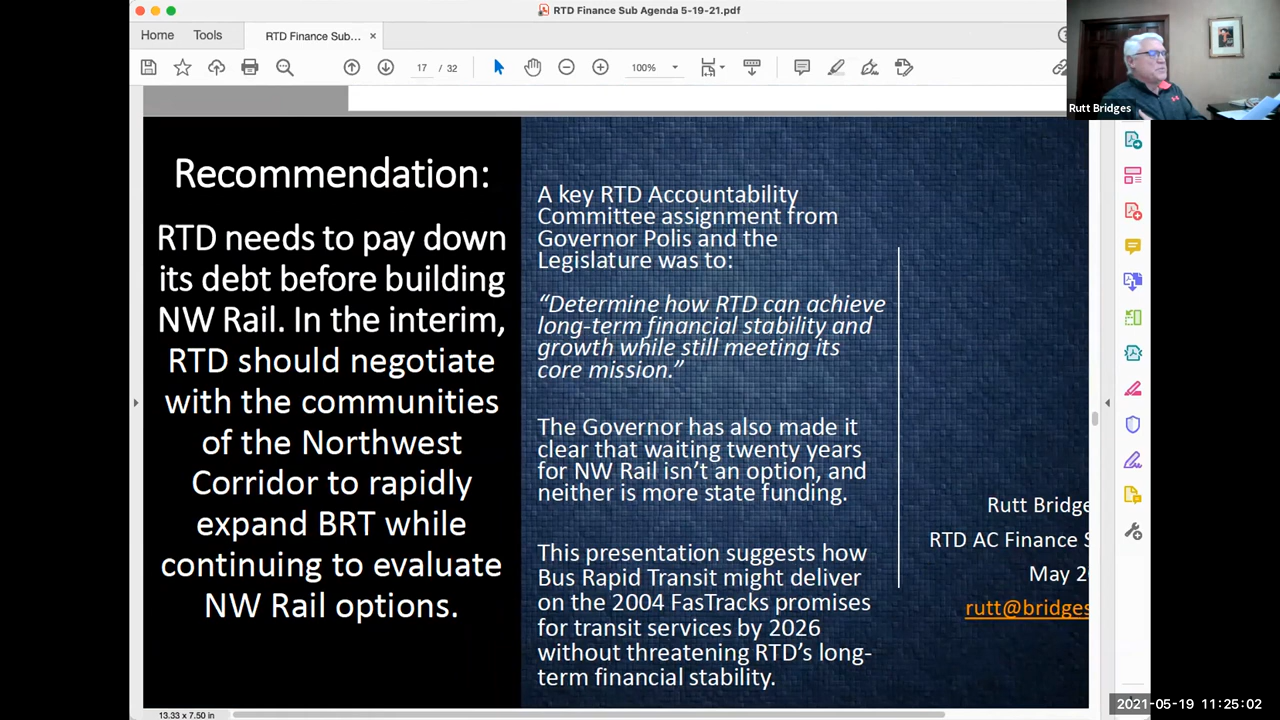 RTD Finance Sub Agenda 5-19-21.pdf
Home
Tools
RTD Finance Sub...
17
32
100%
Rutt Bridges
Recommendation:
RTD needs to pay down
its debt before building
NW Rail. In the interim,
RTD should negotiate
with the communities
of the Northwest
Corridor to rapidly
expand BRT while
continuing to evaluate
NW Rail options.
A key RTD Accountability
Committee assignment from
Governor Polis and the
Legislature was to:
“Determine how RTD can achieve
long-term financial stability and
growth while still meeting its
core mission.”
The Governor has also made it
clear that waiting twenty years
for NW Rail isn’t an option, and
neither is more state funding.
This presentation suggests how
Bus Rapid Transit might deliver
on the 2004 FasTracks promises
for transit services by 2026
without threatening RTD’s long-
term financial stability.
Rutt Bridge
RTD AC Finance S
May 2
rutt@bridges
13.33 x 7.50 in
2021-05-19 11:25:02